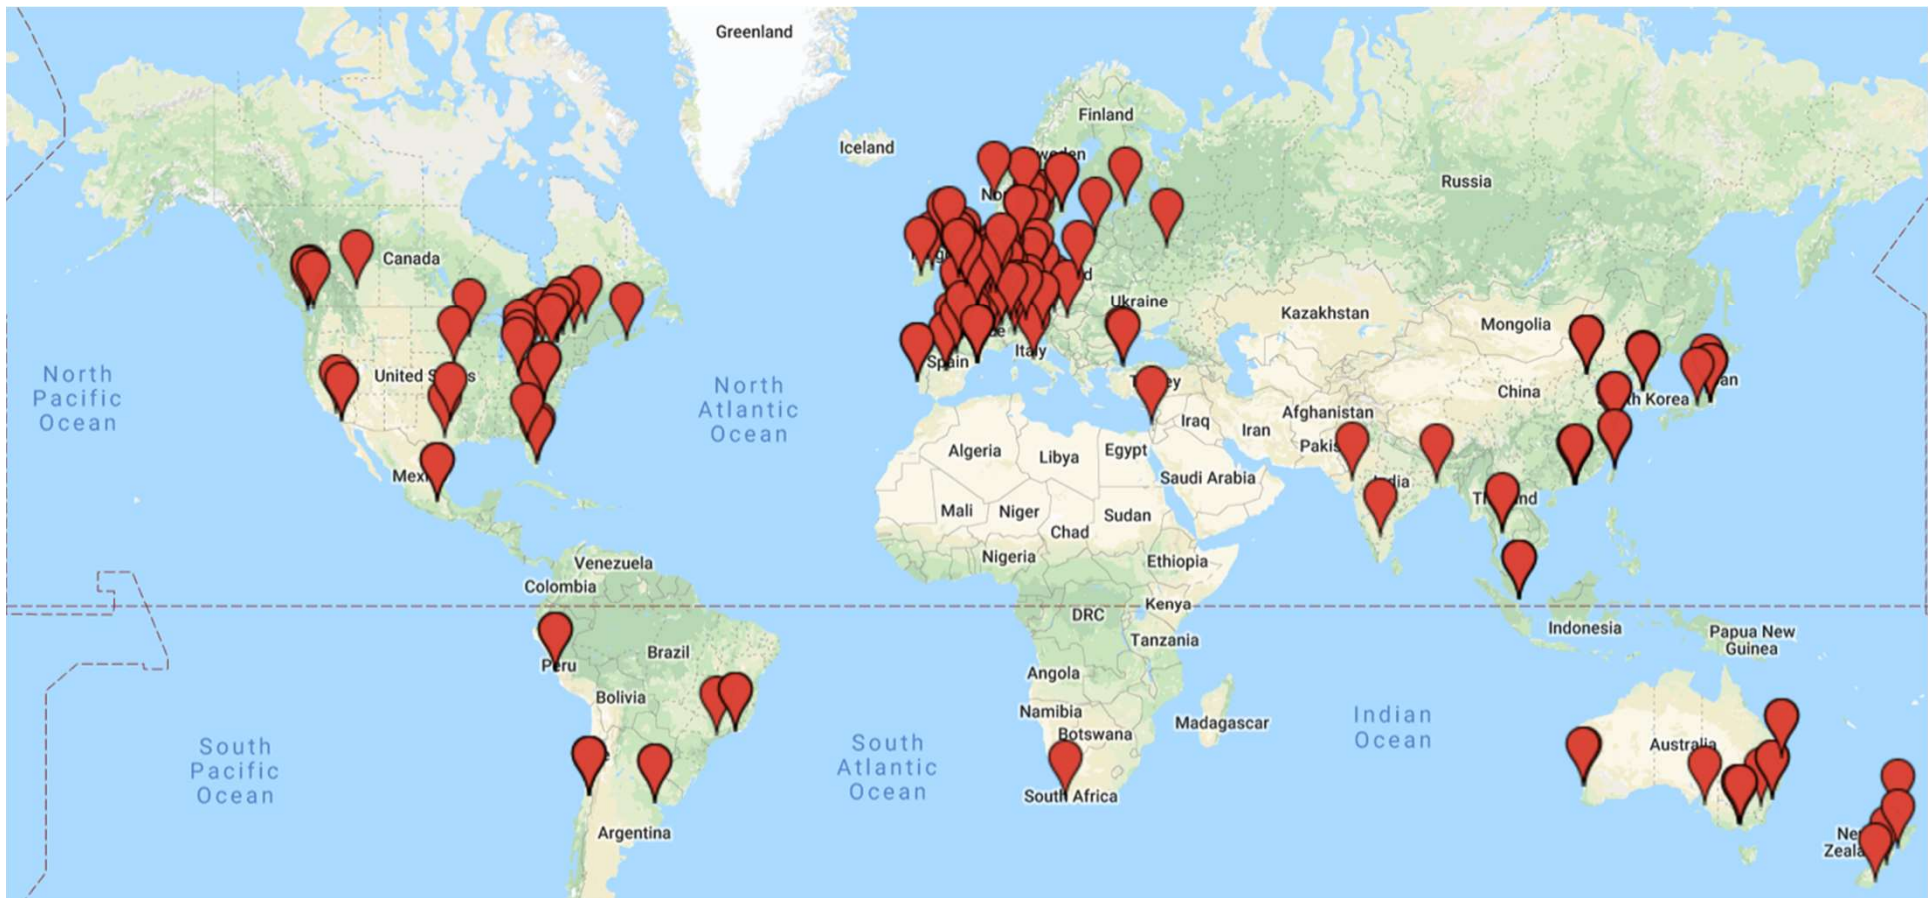 Greenland
Iceland
Finland
Russia
Canada
Ukraine
Kazakhstan
Mongolia
North
Pacific
Ocean
North
Atlantic
Ocean
Spain
Italy
China
Afghanistan
Iraq
Iran
Algeria
Libya
Egypt
Saudi Arabia
Mali
Niger
Chad
Sudan
Nigeria
Ethiopia
Venezuela
Colombia
DRC
Kenya
Tanzania
Indonesia
Papua New
Guinea
Peru
Brazil
Bolivia
Angola
Namibia
Botswana
Madagascar
Indian
Ocean
Australia
South
Pacific
Ocean
South
Atlantic
Ocean
South Africa
Argentina